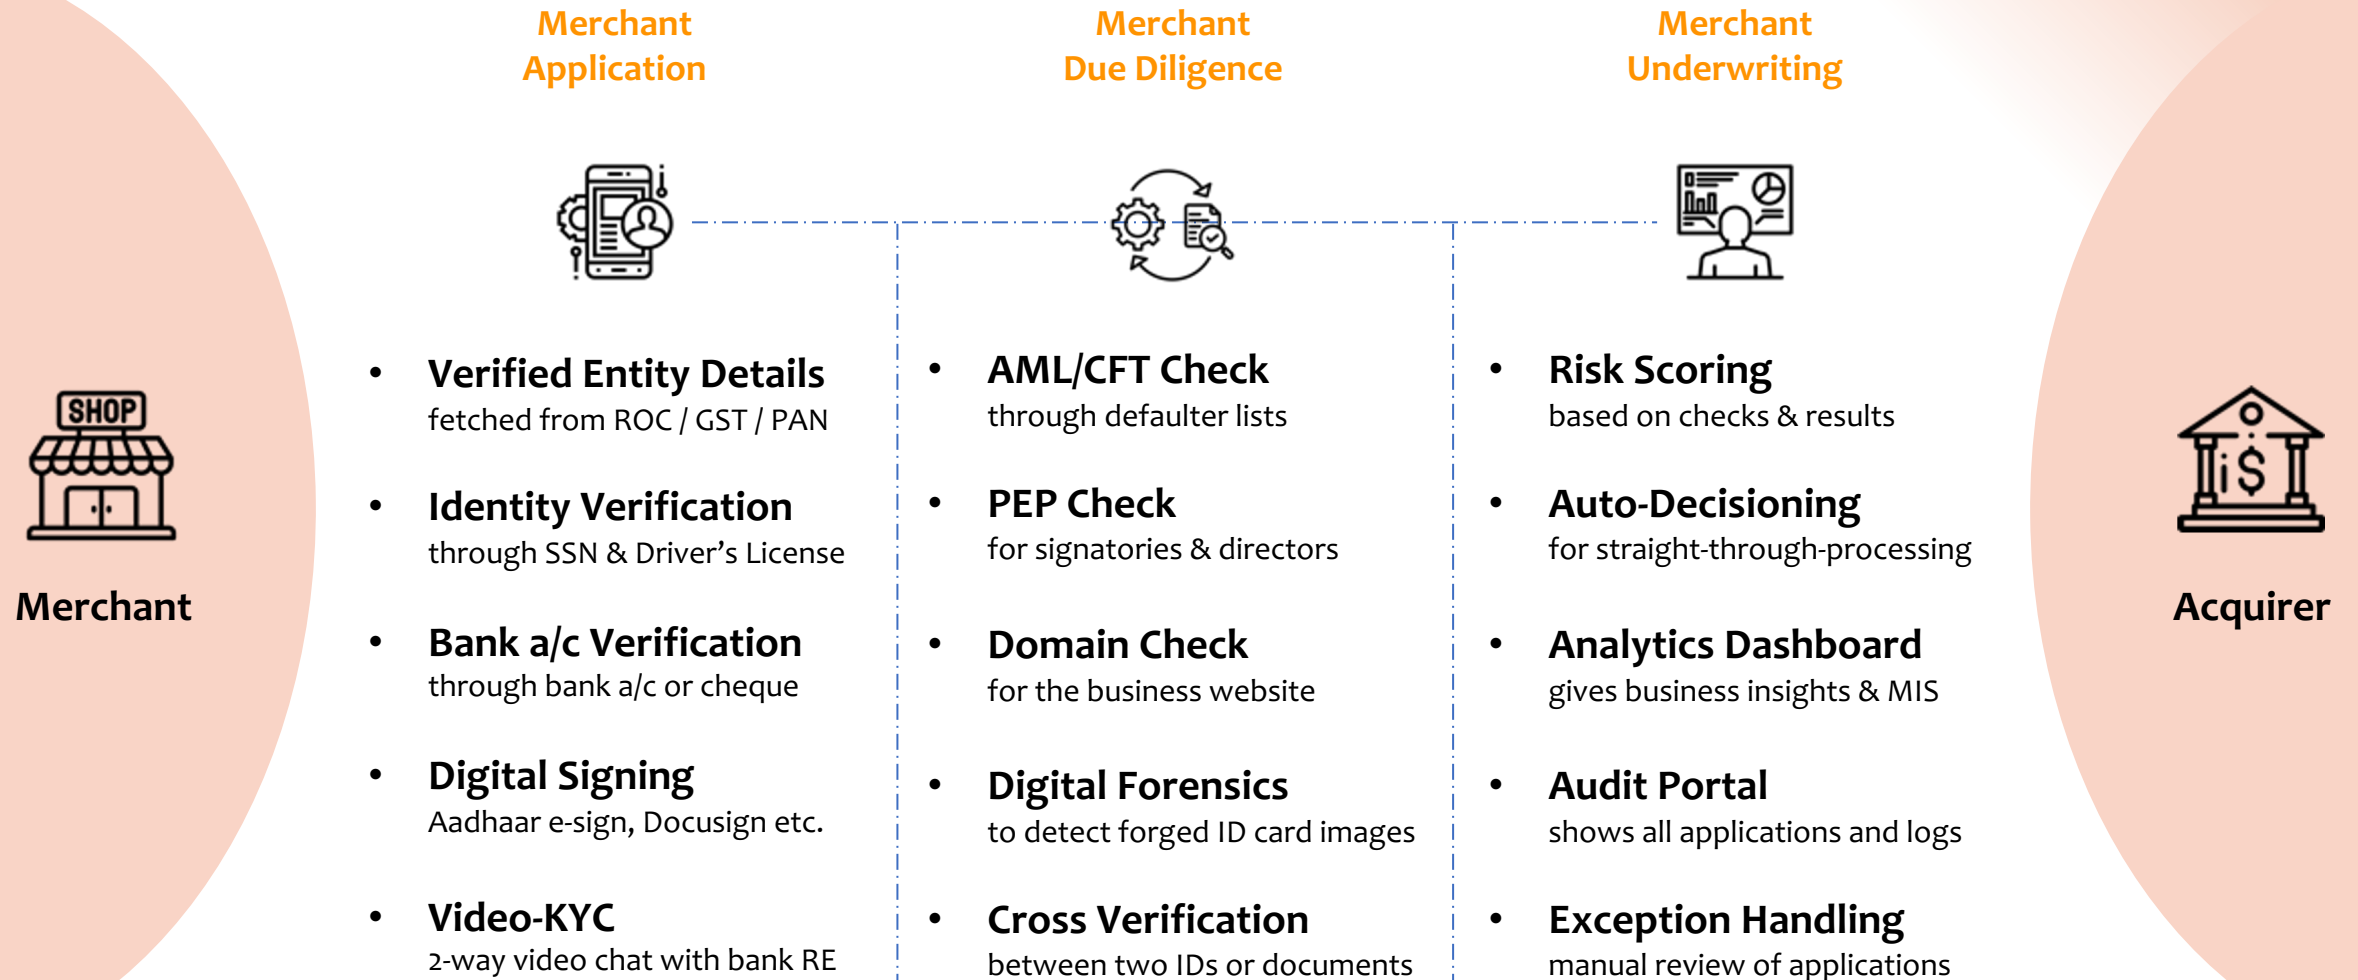 Merchant
Application
Merchant
Due Diligence
Merchant
Underwriting
SHOP
Merchant
• Verified Entity Details
fetched from ROC / GST / PAN
• Identity Verification
through SSN & Driver’s License
• Bank a/c Verification
through bank a/c or cheque
• Digital Signing
Aadhaar e-sign, Docusign etc.
• Video-KYC
2-way video chat with bank RE
• AML/CFT Check
through defaulter lists
• PEP Check
for signatories & directors
• Domain Check
for the business website
• Digital Forensics
to detect forged ID card images
• Cross Verification
between two IDs or documents
• Risk Scoring
based on checks & results
• Auto-Decisioning
for straight-through-processing
• Analytics Dashboard
gives business insights & MIS
• Audit Portal
shows all applications and logs
• Exception Handling
manual review of applications
$
Acquirer